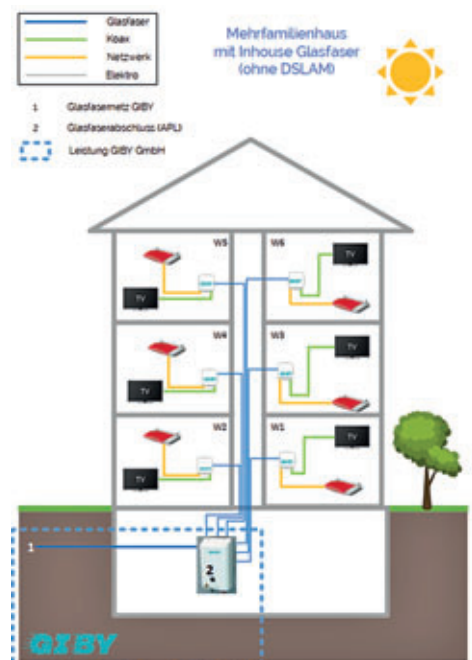 Glasfaser
Koax
Netzwerk
Elektro
Mehrfamilienhaus
mit Inhouse Glasfaser
(ohne DSLAM)
1 Glasfasernetz GIBY
2 Glasfaserabschluss (APL)
Leistung GIBY GmbH
W5
W6
TV
TV
W4
W3
TV
TV
W2
W1
TV
TV
1
2
GIBY